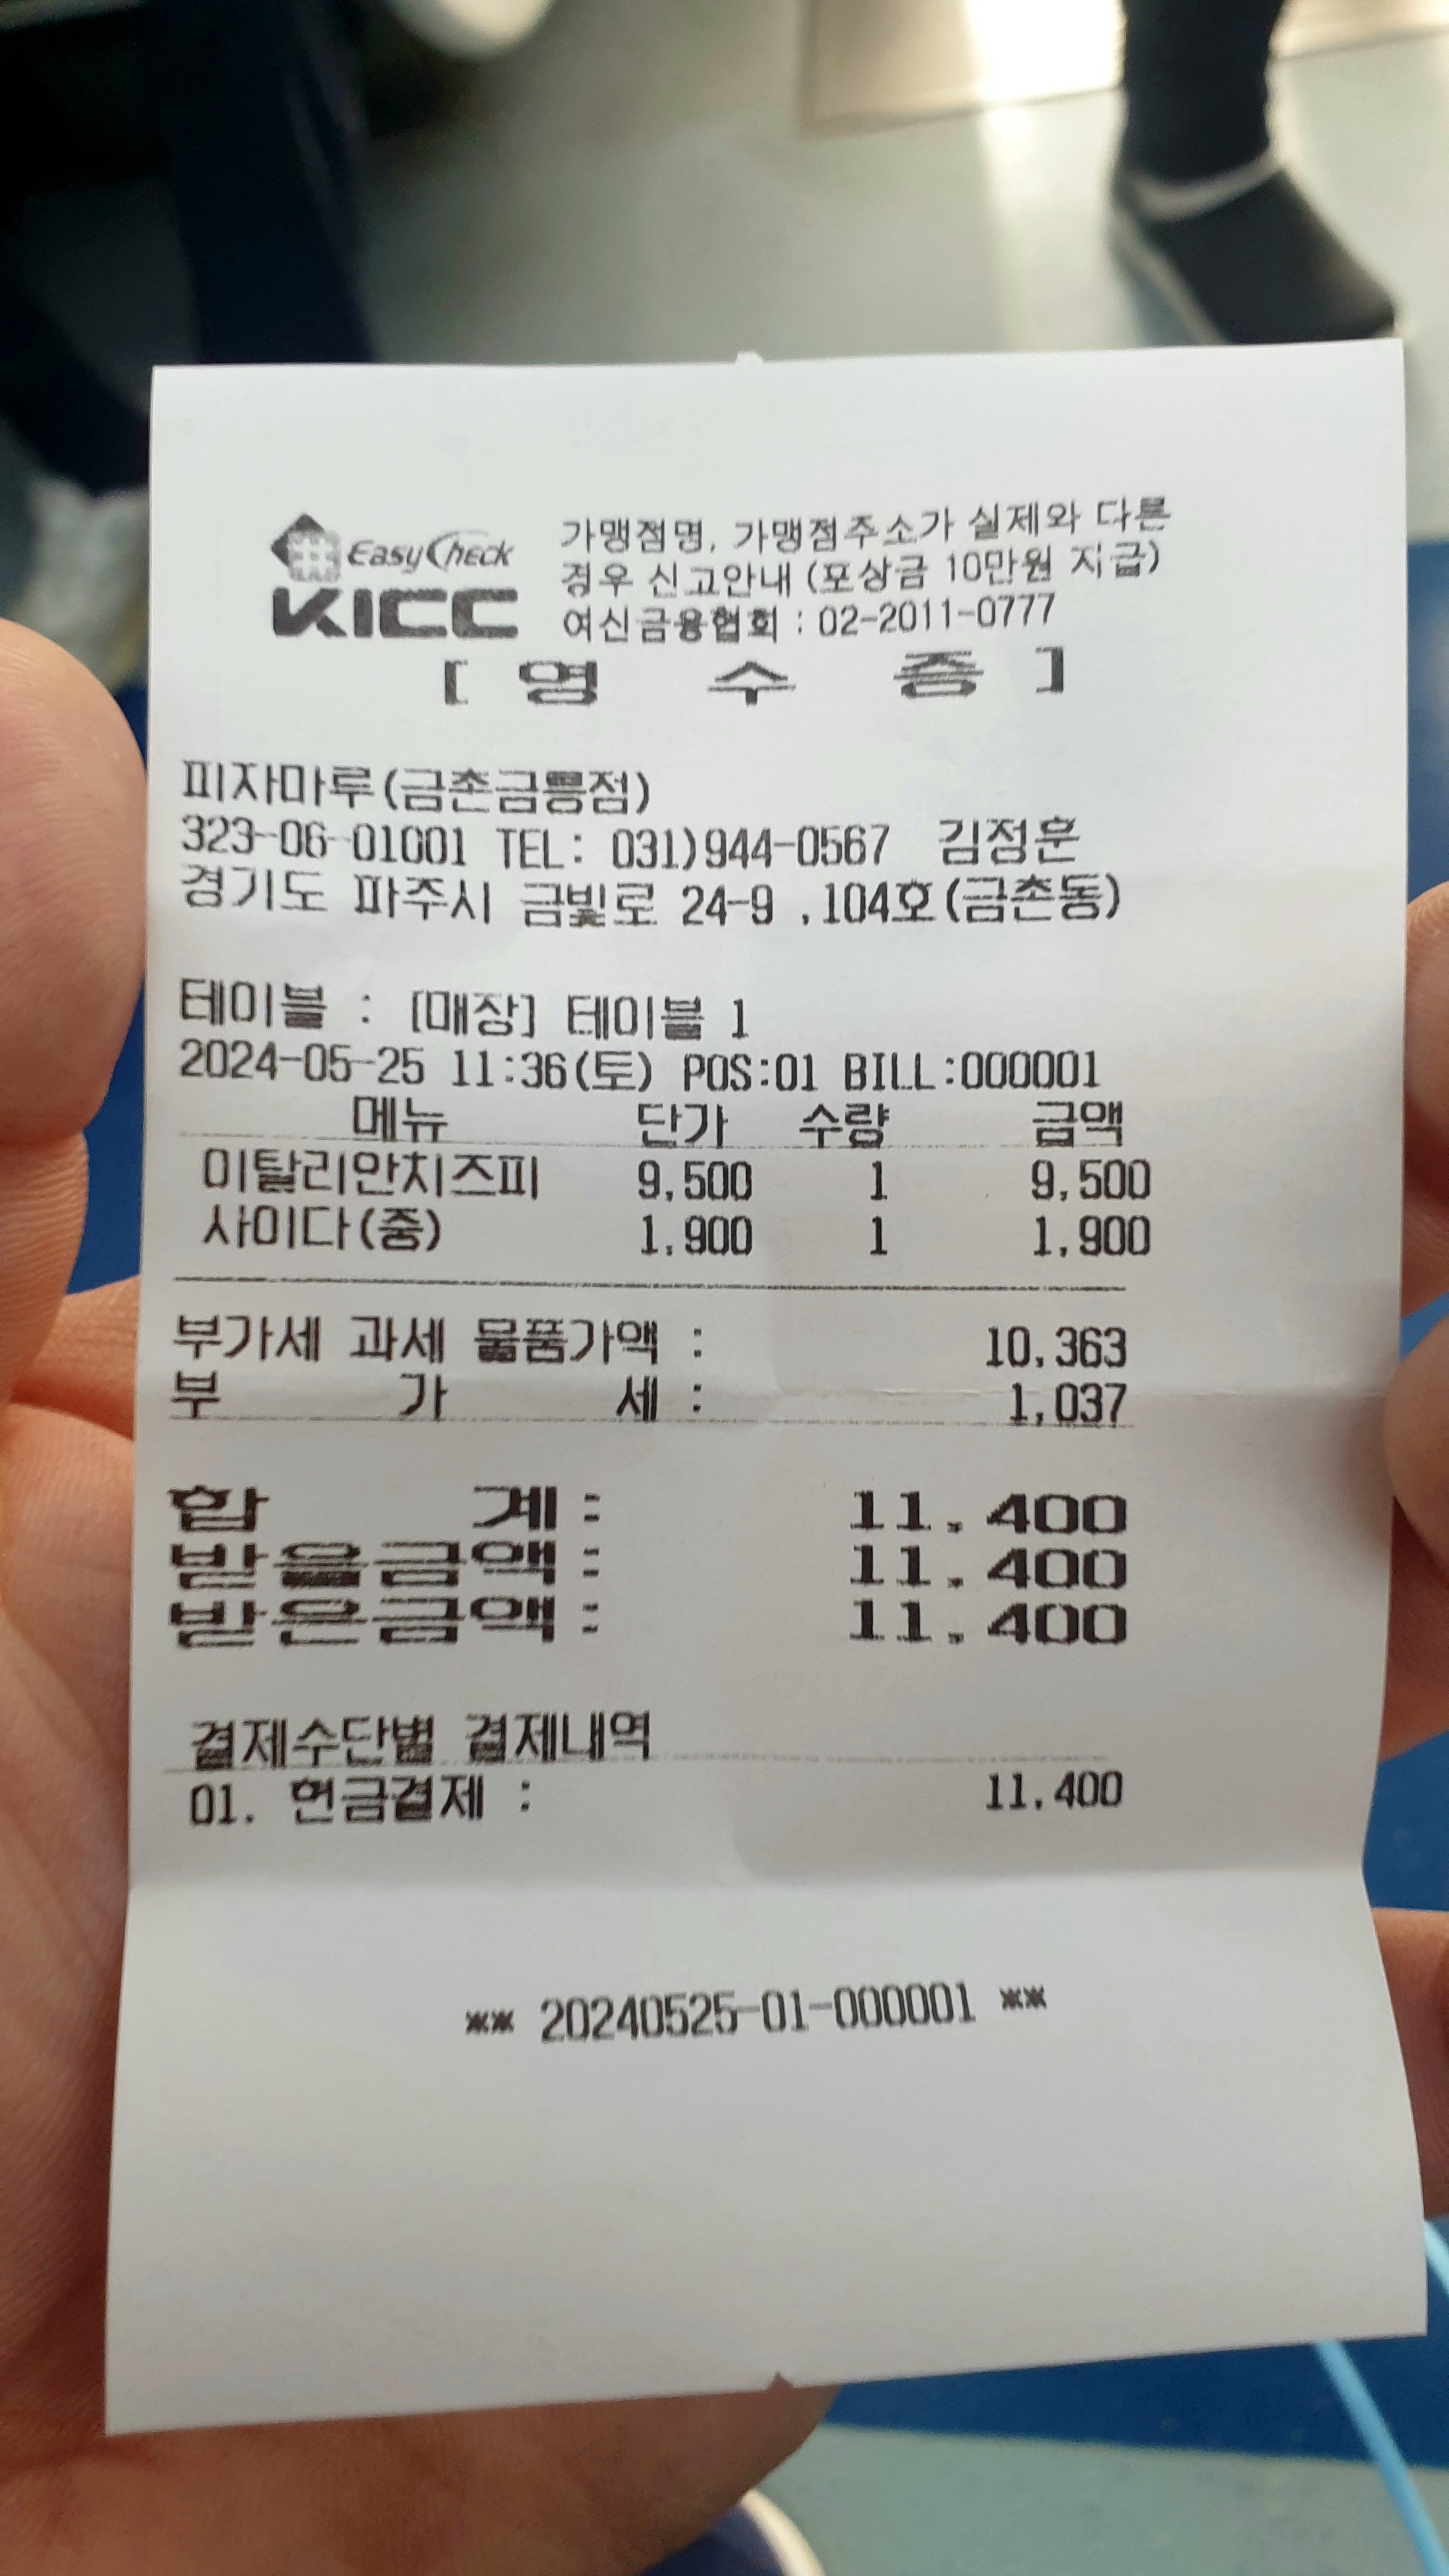 EasyCheck
KICC
가맹점명, 가맹점주소가 실제와 다른
경우 신고안내 (포상금 10만원 지급)
여신금융협회 : 02-2011-0777
[ 영 수 증 ]
피자마루(금촌금릉점)
323-06-01001 TEL: 031)944-0567 김정훈
경기도 파주시 금빛로 24-9 ,104호(금촌동)
테이블 : [매장] 테이블 1
2024-05-25 11:36(토) POS:01 BILL:000001
메뉴 단가 수량 금액
이탈리안치즈피 9,500 1 9,500
사이다(중) 1,900 1 1,900
부가세 과세 물품가액 : 10,363
부 가 세 : 1,037
합 계: 11,400
받을금액: 11,400
받은금액: 11,400
결제수단별 결제내역
01. 현금결제 : 11,400
** 20240525-01-000001 **